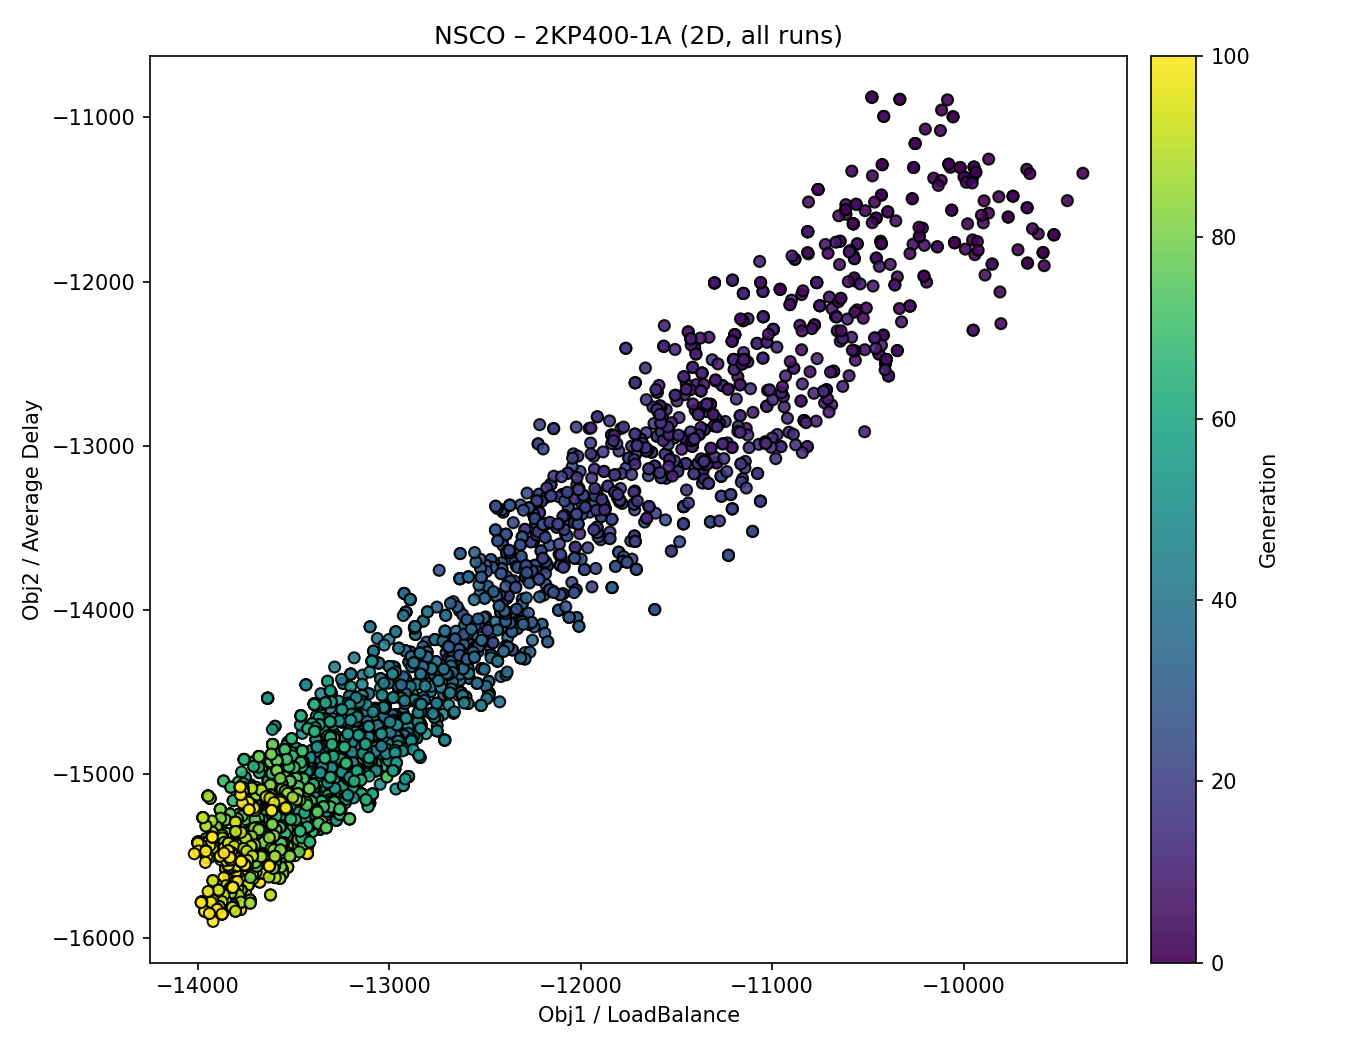 NSCO – 2KP400-1A (2D, all runs)
Obj2 / Average Delay
−11000
−12000
−13000
−14000
−15000
−16000
−14000 −13000 −12000 −11000 −10000
Obj1 / LoadBalance
100
80
60
40
20
0
Generation